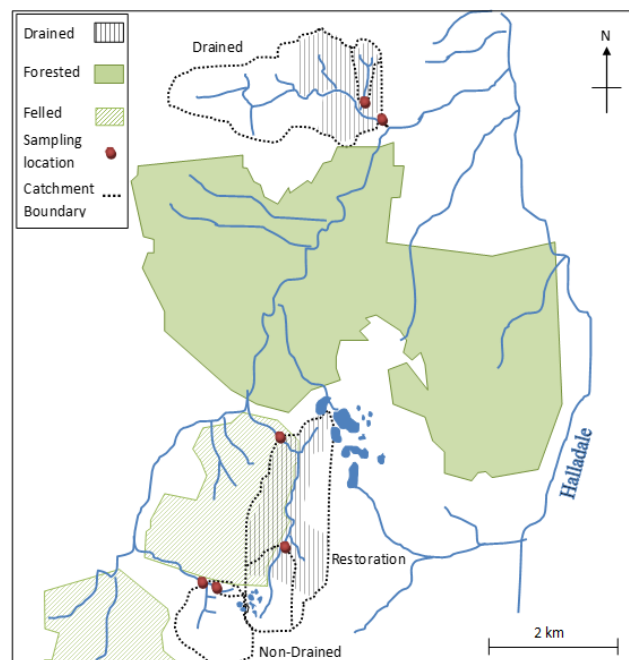 Drained
Forested
Felled
Sampling
location
Catchment
Boundary
Drained
N
Halladale
Restoration
Non-Drained
2 km